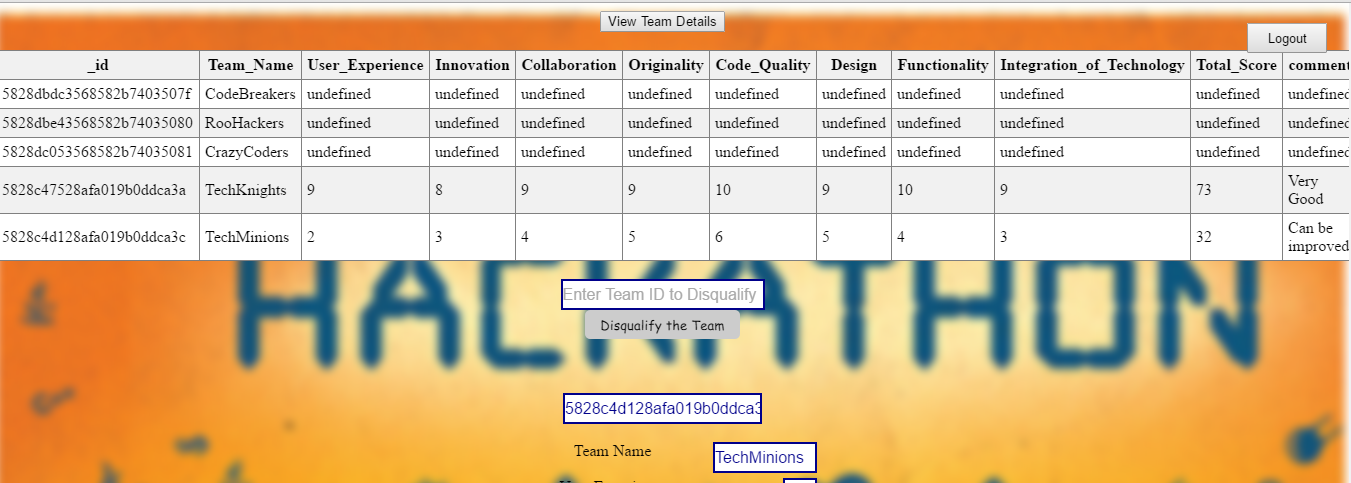 View Team Details
Logout
_id Team_Name User_Experience Innovation Collaboration Originality Code_Quality Design Functionality Integration_of_Technology Total_Score comment
5828dbdc3568582b7403507f CodeBreakers undefined undefined undefined undefined undefined undefined undefined undefined undefined undefined
5828dbe43568582b74035080 RooHackers undefined undefined undefined undefined undefined undefined undefined undefined undefined undefined
5828dc053568582b74035081 CrazyCoders undefined undefined undefined undefined undefined undefined undefined undefined undefined undefined
5828c47528afa019b0ddca3a TechKnights 9 8 9 9 10 9 10 9 73 Very
Good
5828c4d128afa019b0ddca3c TechMinions 2 3 4 5 6 5 4 3 32 Can be
improved
HACKATHON
Enter Team ID to Disqualify
Disqualify the Team
5828c4d128afa019b0ddca3
Team Name TechMinions